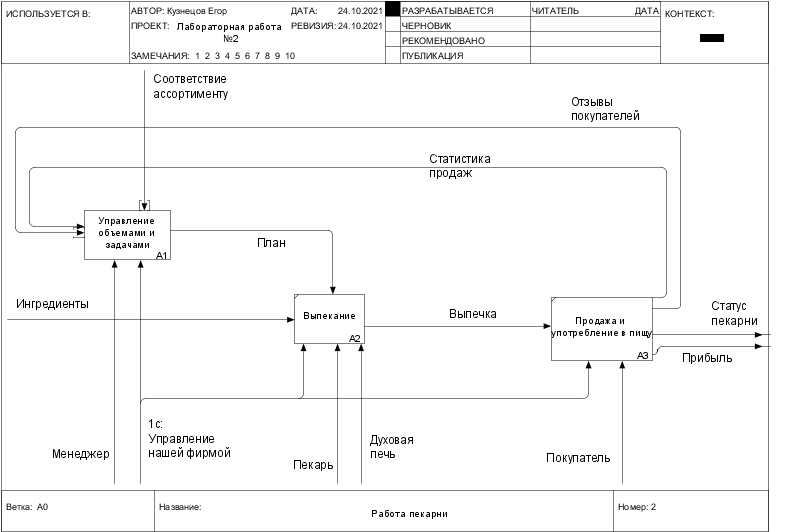 ИСПОЛЬЗУЕТСЯ В:
АВТОР: Кузнецов Егор
ДАТА: 24.10.2021
РАЗРАБАТЫВАЕТСЯ
ЧИТАТЕЛЬ
ДАТА
КОНТЕКСТ:
ПРОЕКТ: Лабораторная работа
№2
РЕВИЗИЯ: 24.10.2021
ЧЕРНОВИК
РЕКОМЕНДОВАНО
ЗАМЕЧАНИЯ: 1 2 3 4 5 6 7 8 9 10
ПУБЛИКАЦИЯ
Соответствие
ассортименту
Отзывы
покупателей
Статистика
продаж
Управление
объемами и
задачами
A1
План
Ингредиенты
Выпекание
A2
Выпечка
Продажа и
употребление в пищу
A3
Статус
пекарни
Прибыль
Менеджер
1с:
Управление
нашей фирмой
Пекарь
Духовая
печь
Покупатель
Ветка: A0
Название:
Работа пекарни
Номер: 2